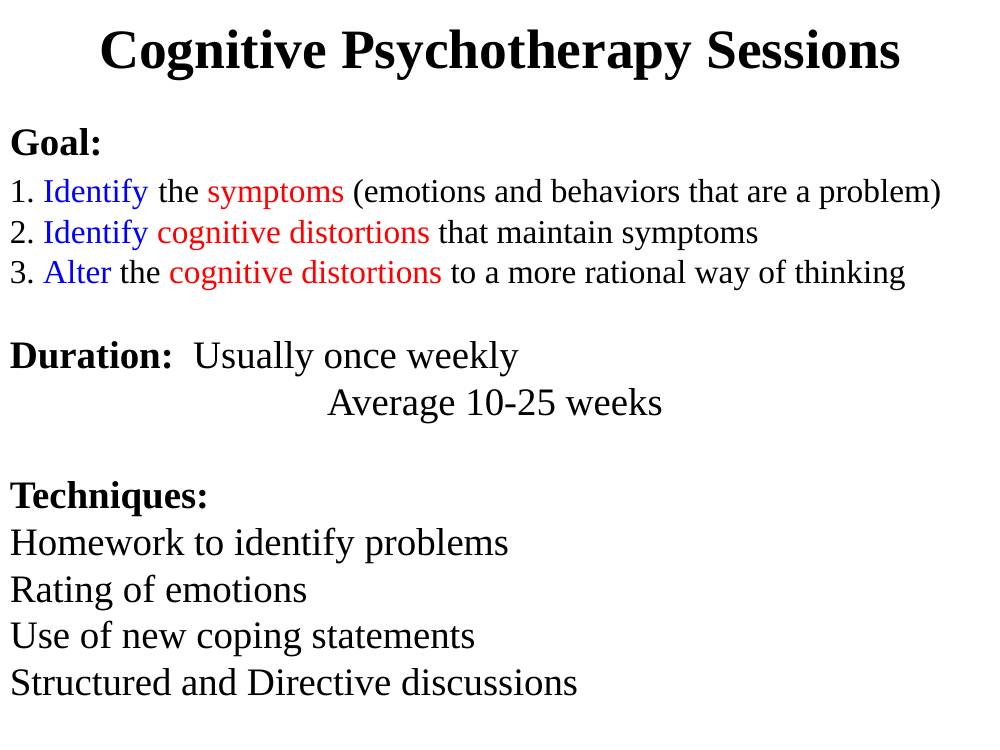 Cognitive Psychotherapy Sessions
Goal:
1. Identify the symptoms (emotions and behaviors that are a problem)
2. Identify cognitive distortions that maintain symptoms
3. Alter the cognitive distortions to a more rational way of thinking
Duration: Usually once weekly
Average 10-25 weeks
Techniques:
Homework to identify problems
Rating of emotions
Use of new coping statements
Structured and Directive discussions